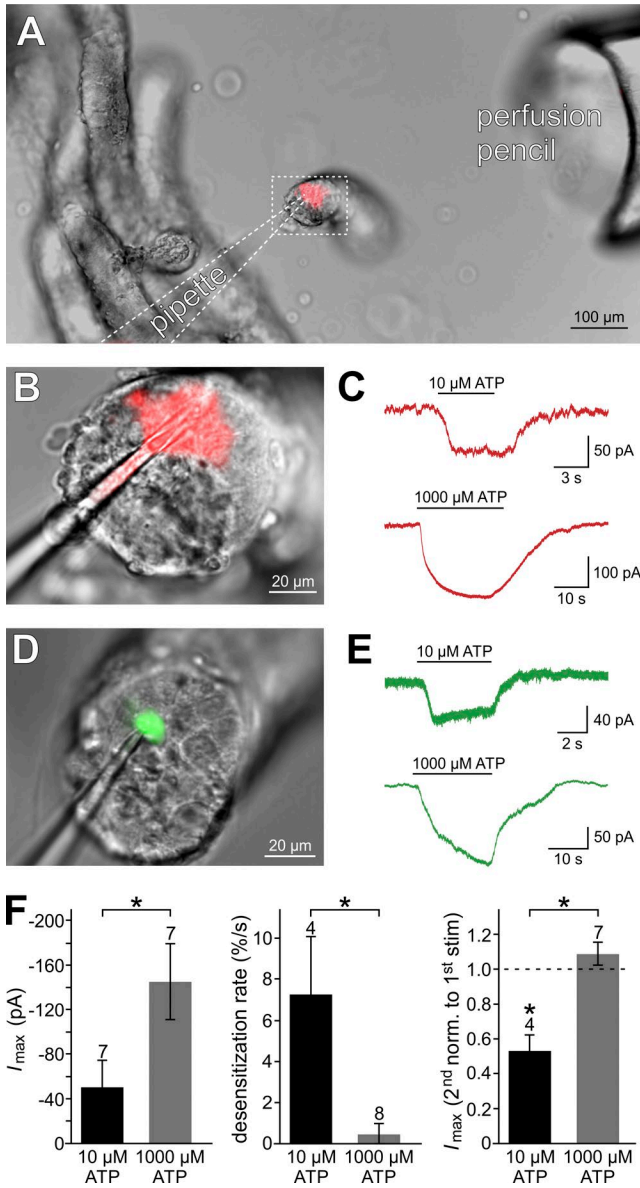 A
perfusion
pencil
pipette
100 µm
B
20 µm
C
10 µM ATP
50 pA
3 s
1000 µM ATP
100 pA
10 s
D
20 µm
E
10 µM ATP
40 pA
2 s
1000 µM ATP
50 pA
10 s
F
Imax (pA)
-200
-160
-120
-80
-40
0
*
7
7
10 µM
ATP
1000 µM
ATP
desensitization rate (%/s)
10
8
6
4
2
0
*
4
8
10 µM
ATP
1000 µM
ATP
Imax (2nd norm. to 1st stim)
1.2
1.0
0.8
0.6
0.4
0.2
0
*
7
*
4
10 µM
ATP
1000 µM
ATP